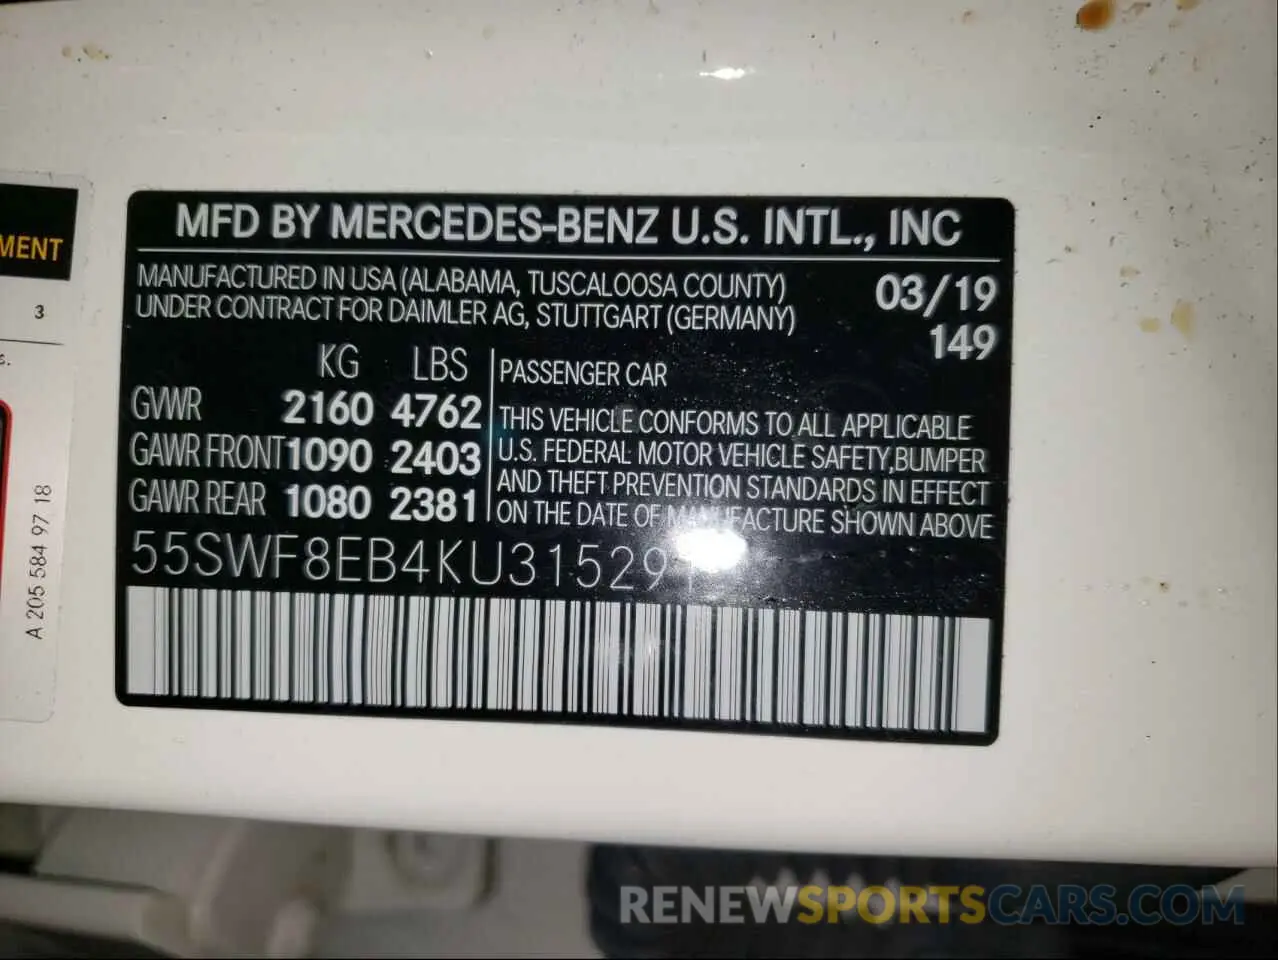 MENT
3
s.
A 205 584 97 18
MFD BY MERCEDES-BENZ U.S. INTL., INC
MANUFACTURED IN USA (ALABAMA, TUSCALOOSA COUNTY) 03/19
UNDER CONTRACT FOR DAIMLER AG, STUTTGART (GERMANY) 149
KG LBS
GVWR 2160 4762
GAWR FRONT 1090 2403
GAWR REAR 1080 2381
PASSENGER CAR
THIS VEHICLE CONFORMS TO ALL APPLICABLE
U.S. FEDERAL MOTOR VEHICLE SAFETY, BUMPER
AND THEFT PREVENTION STANDARDS IN EFFECT
ON THE DATE OF MANUFACTURE SHOWN ABOVE
55SWF8EB4KU31529
RENEWSPORTSCARS.COM